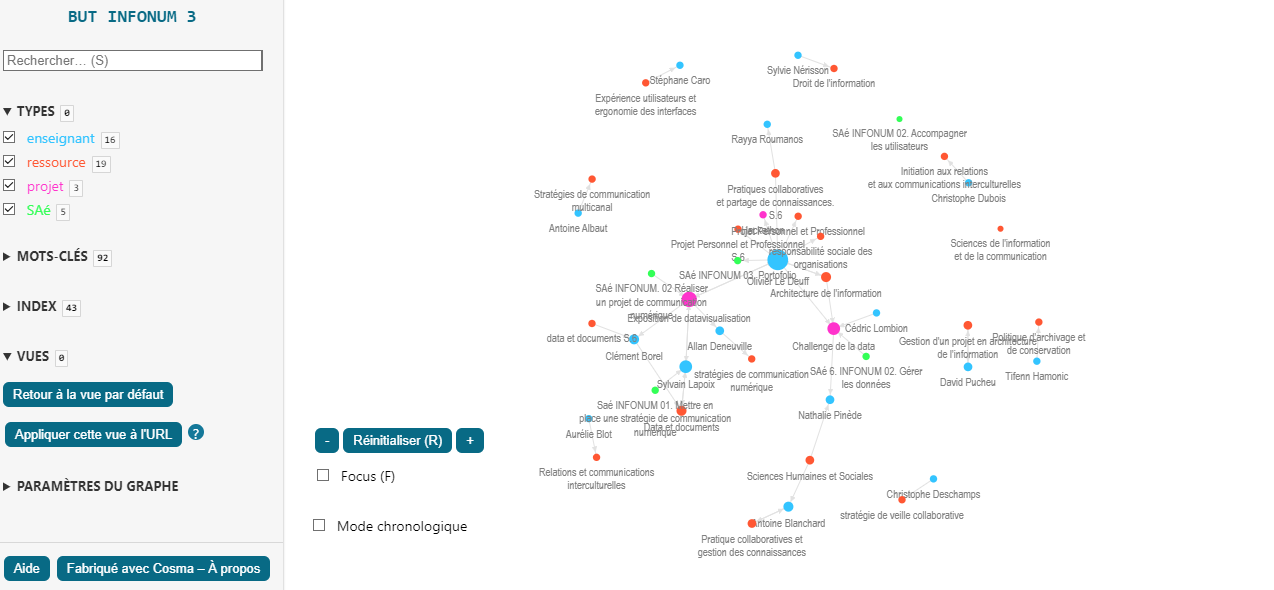 BUT INFONUM 3
Rechercher... (S)
TYPES 0
enseignant 16
ressource 19
projet 3
SAé 5
MOTS-CLÉS 92
INDEX 43
VUES 0
Retour à la vue par défaut
Appliquer cette vue à l'URL ?
PARAMÈTRES DU GRAPHE
Aide
Fabriqué avec Cosma – À propos
- Réinitialiser (R) +
Focus (F)
Mode chronologique
Stéphane Caro
Expérience utilisateurs et
ergonomie des interfaces
Sylvie Nérisson
Droit de l'information
Rayya Roumanos
SAé INFONUM 02. Accompagner
les utilisateurs
Initiation aux relations
et aux communications interculturelles
Christophe Dubois
Stratégies de communication
multicanal
Antoine Albaut
Pratiques collaboratives
et partage de connaissances.
S.6
Hackathon
Projet Personnel et Professionnel
Projet Personnel et Professionnel
S.6
responsabilité sociale des
organisations
Sciences de l'information
et de la communication
SAé INFONUM 03. Portofolio
Olivier Le Deuff
Architecture de l'information
SAé INFONUM. 02 Réaliser
un projet de communication
numérique
Exposition de datavisualisation
data et documents S.6
Clément Borel
Allan Deneuville
Cédric Lombion
Challenge de la data
Gestion d'un projet en architecture
de l'information
Politique d'archivage et
de conservation
David Pucheu
Tifenn Hamonic
stratégies de communication
numérique
SAé 6. INFONUM 02. Gérer
les données
Sylvain Lapoix
Saé INFONUM 01. Mettre en
place une stratégie de communication
numérique
Data et documents
Aurélie Blot
Nathalie Pinède
Relations et communications
interculturelles
Sciences Humaines et Sociales
Christophe Deschamps
stratégie de veille collaborative
Antoine Blanchard
Pratique collaboratives et
gestion des connaissances